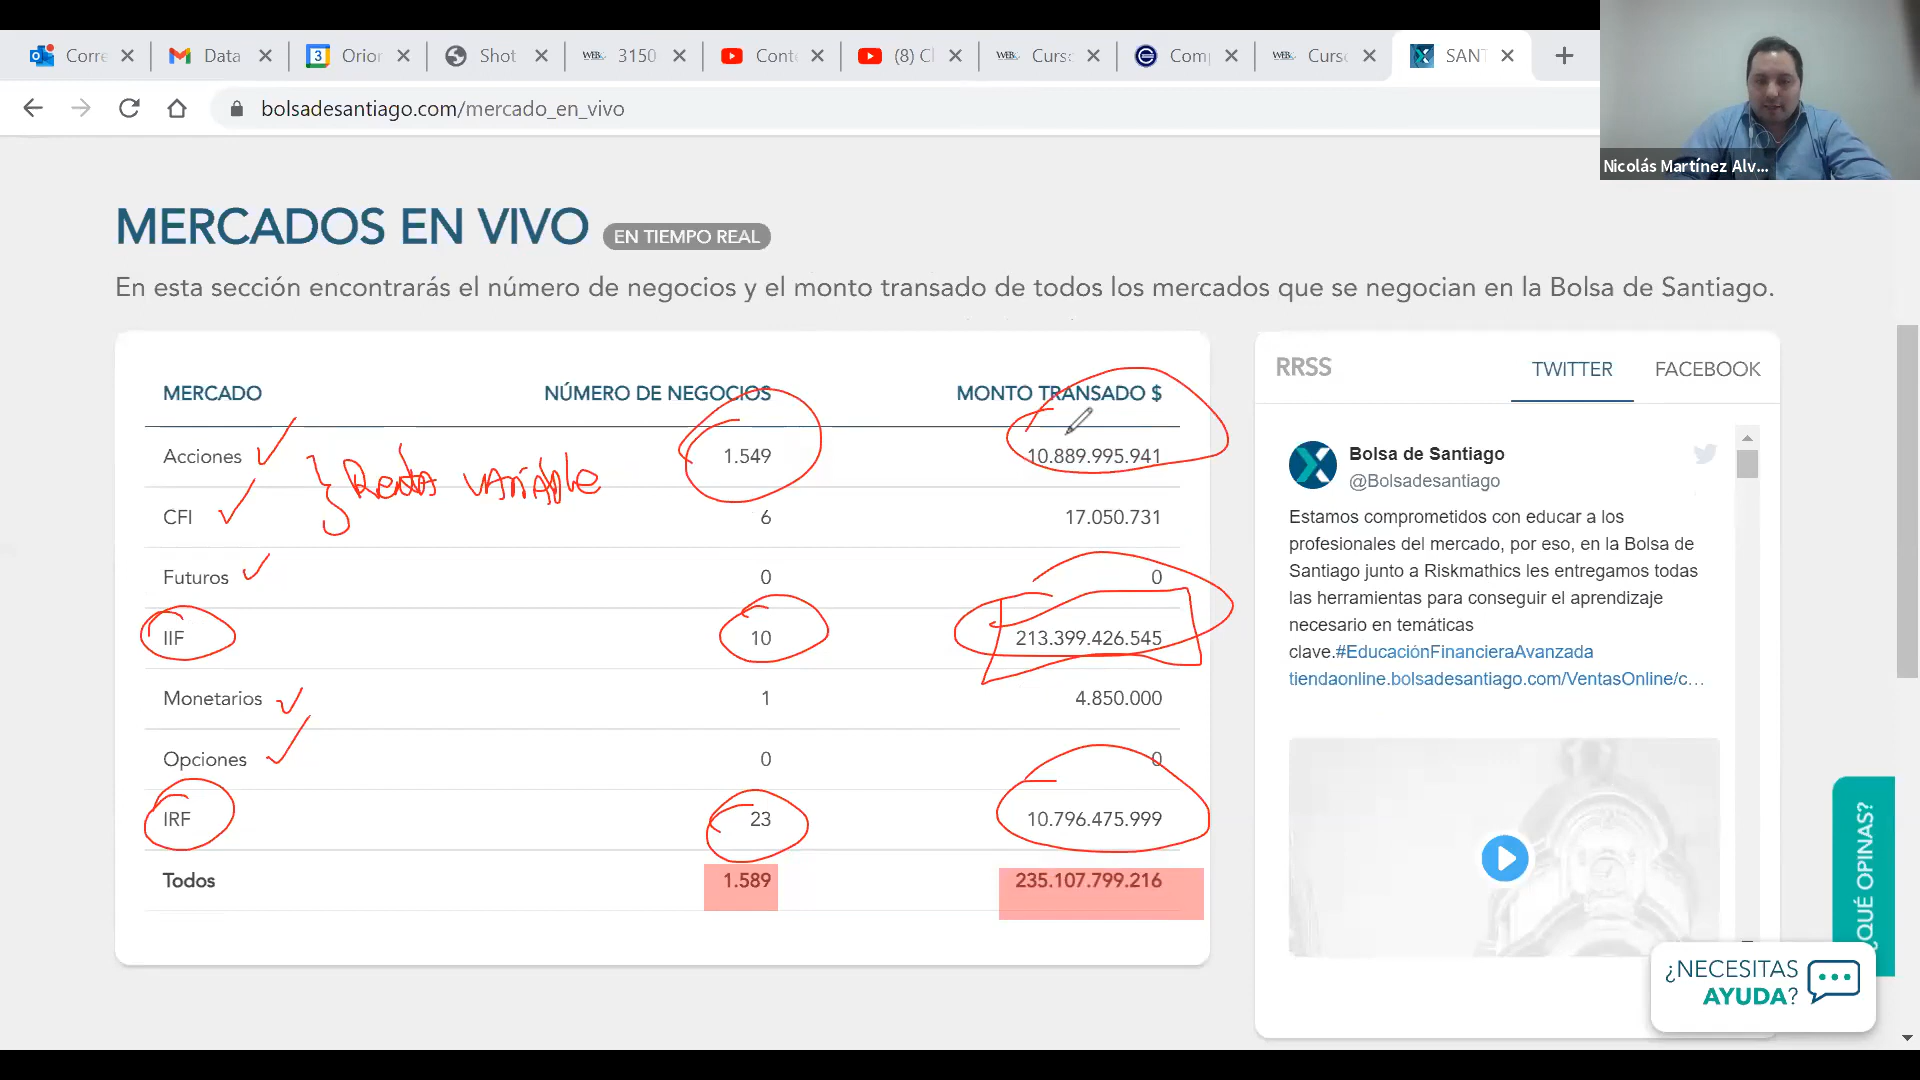 Corre
Data
3
Orior
Shot
WEB
3150
Cont
(8) Cl
WEB
Curs
Comp
WEB
Curs
SANT
bolsadesantiago.com/mercado_en_vivo
Nicolás Martínez Alv...
MERCADOS EN VIVO
EN TIEMPO REAL
En esta sección encontrarás el número de negocios y el monto transado de todos los mercados que se negocian en la Bolsa de Santiago.
MERCADO NÚMERO DE NEGOCIOS MONTO TRANSADO $
Acciones 1.549 10.889.995.941
Renta variable
CFI 6 17.050.731
Futuros 0 0
IIF 10 213.399.426.545
Monetarios 1 4.850.000
Opciones 0 0
IRF 23 10.796.475.999
Todos 1.589 235.107.799.216
RRSS TWITTER FACEBOOK
Bolsa de Santiago
@Bolsadesantiago
Estamos comprometidos con educar a los
profesionales del mercado, por eso, en la Bolsa de
Santiago junto a Riskmathics les entregamos todas
las herramientas para conseguir el aprendizaje
necesario en temáticas
clave.#EducaciónFinancieraAvanzada
tiendaonline.bolsadesantiago.com/VentasOnline/c…
¿QUÉ OPINAS?
¿NECESITAS
AYUDA?